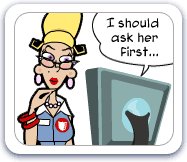 I should
ask her
first...